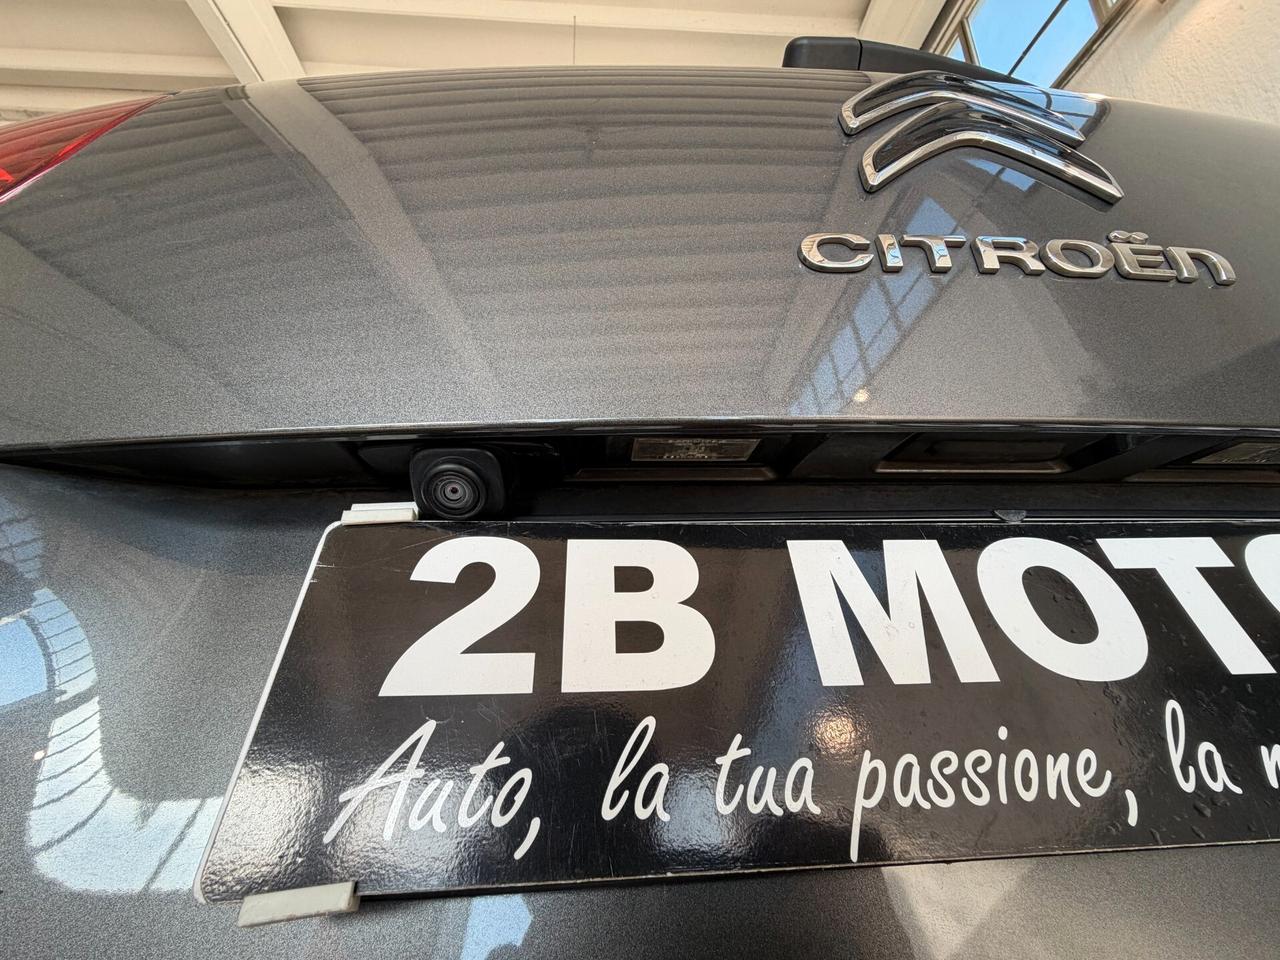 CITROËN
2B MOTO
Auto, la tua passione, la